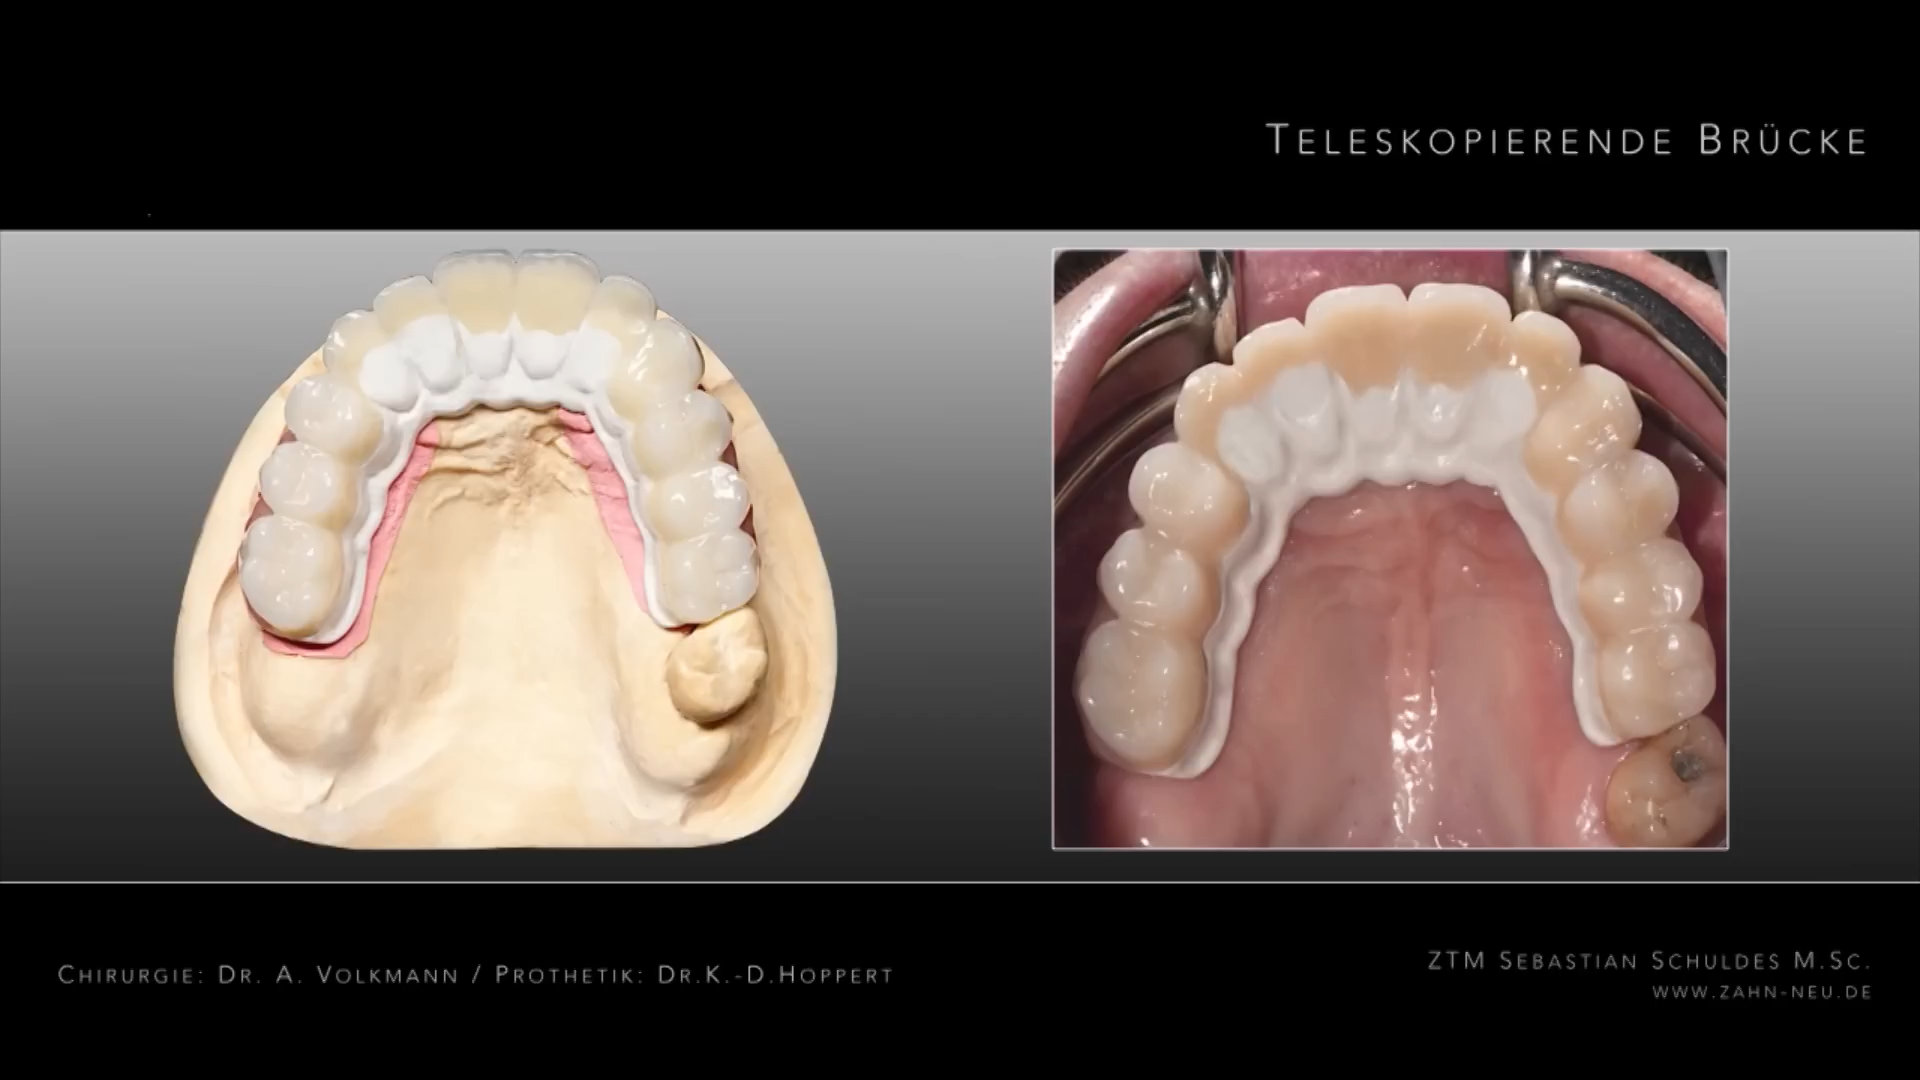 Teleskopierende Brücke
Chirurgie: Dr. A. Volkmann / Prothetik: Dr.K.-D.Hoppert
ZTM Sebastian Schuldes M.Sc.
www.zahn-neu.de